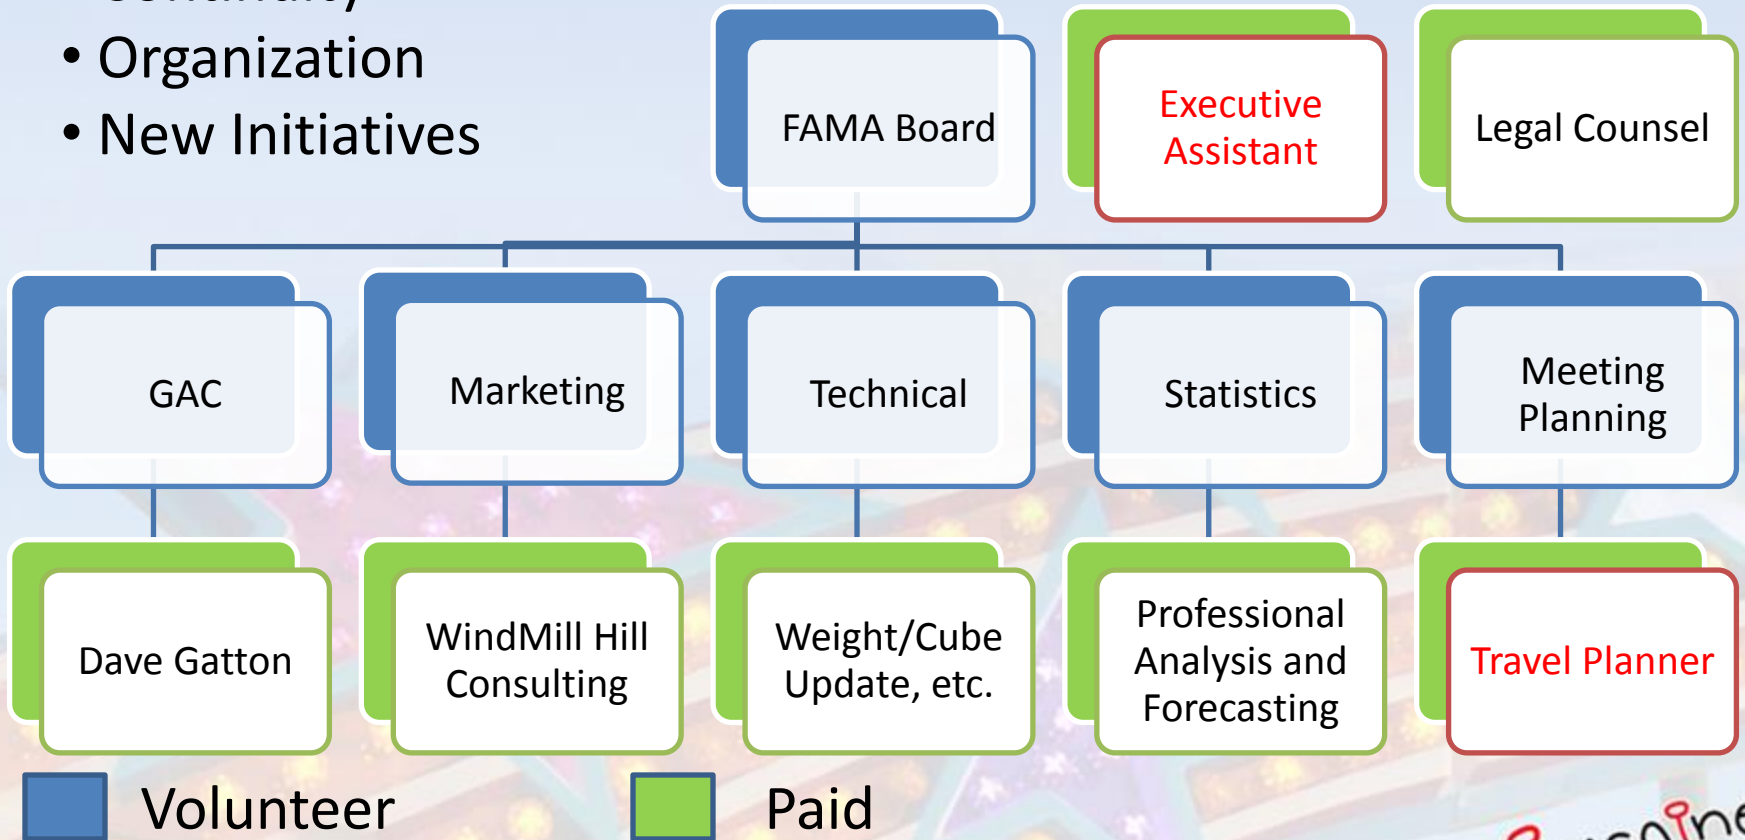 • Organization
• New Initiatives
FAMA Board
Executive
Assistant
Legal Counsel
GAC
Marketing
Technical
Statistics
Meeting
Planning
Dave Gatton
WindMill Hill
Consulting
Weight/Cube
Update, etc.
Professional
Analysis and
Forecasting
Travel Planner
Volunteer
Paid